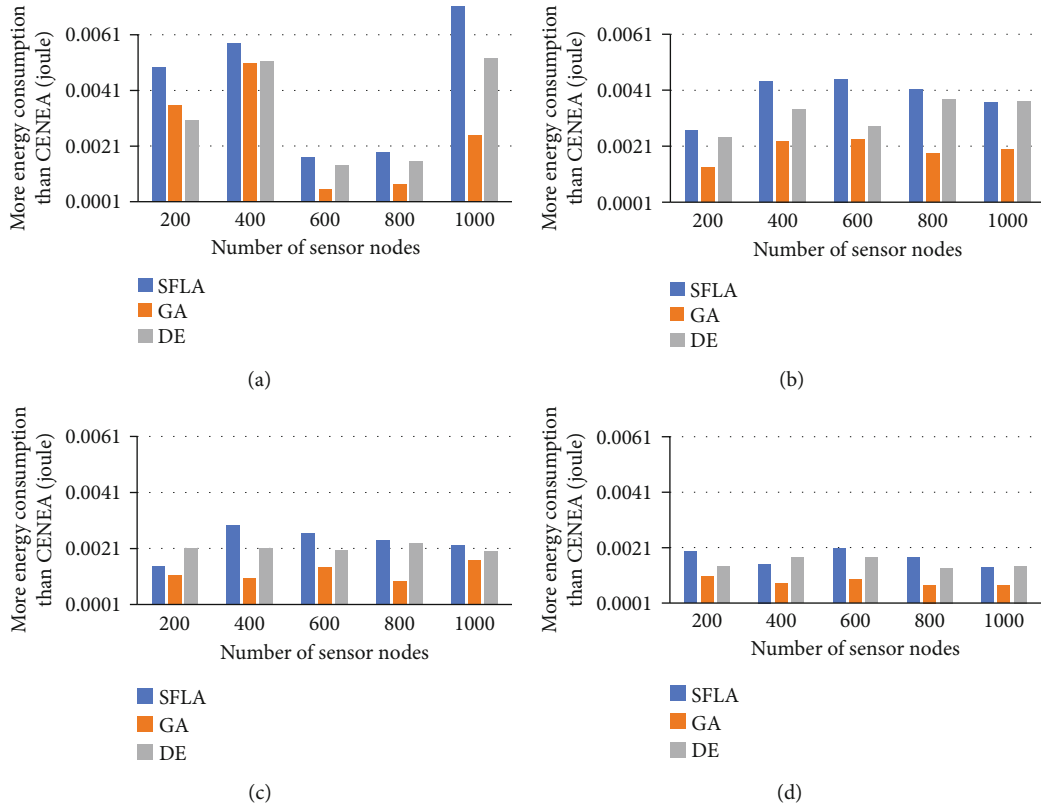 More energy consumption
than CENEA (joule)
0.0061
0.0041
0.0021
0.0001
200 400 600 800 1000
Number of sensor nodes
SFLA
GA
DE
(a)
More energy consumption
than CENEA (joule)
0.0061
0.0041
0.0021
0.0001
200 400 600 800 1000
Number of sensor nodes
SFLA
GA
DE
(b)
More energy consumption
than CENEA (joule)
0.0061
0.0041
0.0021
0.0001
200 400 600 800 1000
Number of sensor nodes
SFLA
GA
DE
(c)
More energy consumption
than CENEA (joule)
0.0061
0.0041
0.0021
0.0001
200 400 600 800 1000
Number of sensor nodes
SFLA
GA
DE
(d)